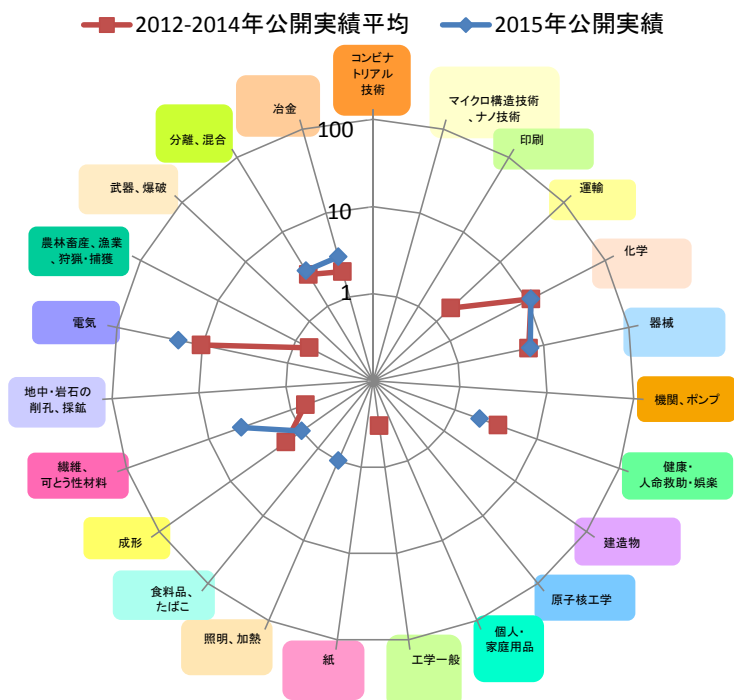 2012-2014年公開実績平均
2015年公開実績
コンビナ
トリアル
技術
マイクロ構造技術
、ナノ技術
印刷
運輸
化学
器械
機関、ポンプ
健康・
人命救助・娯楽
建造物
原子核工学
個人・
家庭用品
工学一般
紙
照明、加熱
食料品、
たばこ
成形
繊維、
可とう性材料
地中・岩石の
削孔、採鉱
電気
農林畜産、漁業
、狩猟・捕獲
武器、爆破
分離、混合
冶金
100
10
1